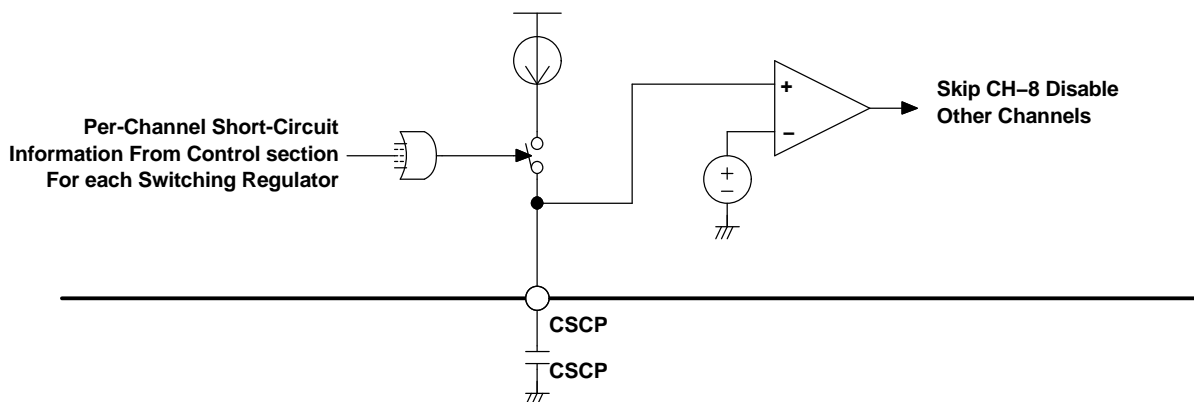 Per-Channel Short-Circuit
Information From Control section
For each Switching Regulator
+
−
+
−
Skip CH−8 Disable
Other Channels
CSCP
CSCP